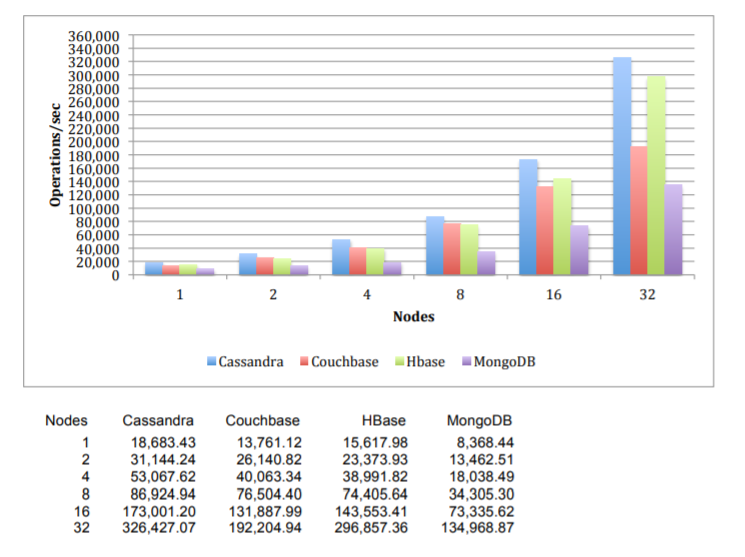 360,000
340,000
320,000
300,000
280,000
260,000
240,000
220,000
200,000
180,000
160,000
140,000
120,000
100,000
80,000
60,000
40,000
20,000
0
Operations/sec
1 2 4 8 16 32
Nodes
Cassandra Couchbase Hbase MongoDB
Nodes Cassandra Couchbase HBase MongoDB
1 18,683.43 13,761.12 15,617.98 8,368.44
2 31,144.24 26,140.82 23,373.93 13,462.51
4 53,067.62 40,063.34 38,991.82 18,038.49
8 86,924.94 76,504.40 74,405.64 34,305.30
16 173,001.20 131,887.99 143,553.41 73,335.62
32 326,427.07 192,204.94 296,857.36 134,968.87